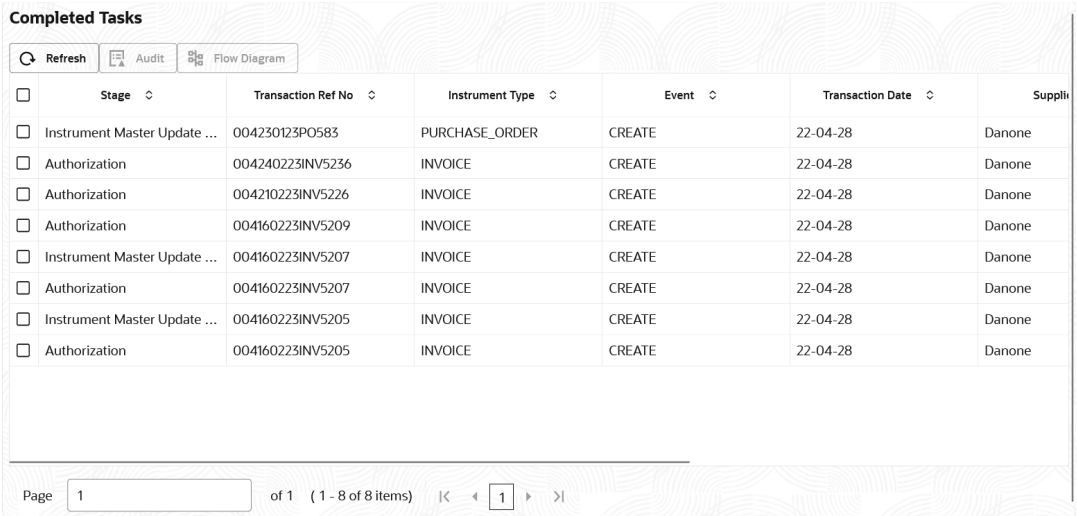 Completed Tasks
Refresh Audit Flow Diagram
Stage Transaction Ref No Instrument Type Event Transaction Date
Instrument Master Update ... 004230123PO583 PURCHASE_ORDER CREATE 22-04-28 Danone
Authorization 004240223INV5236 INVOICE CREATE 22-04-28 Danone
Authorization 004210223INV5226 INVOICE CREATE 22-04-28 Danone
Authorization 004160223INV5209 INVOICE CREATE 22-04-28 Danone
Instrument Master Update ... 004160223INV5207 INVOICE CREATE 22-04-28 Danone
Authorization 004160223INV5207 INVOICE CREATE 22-04-28 Danone
Instrument Master Update ... 004160223INV5205 INVOICE CREATE 22-04-28 Danone
Authorization 004160223INV5205 INVOICE CREATE 22-04-28 Danone
Page 1 of 1 ( 1 - 8 of 8 items) 1